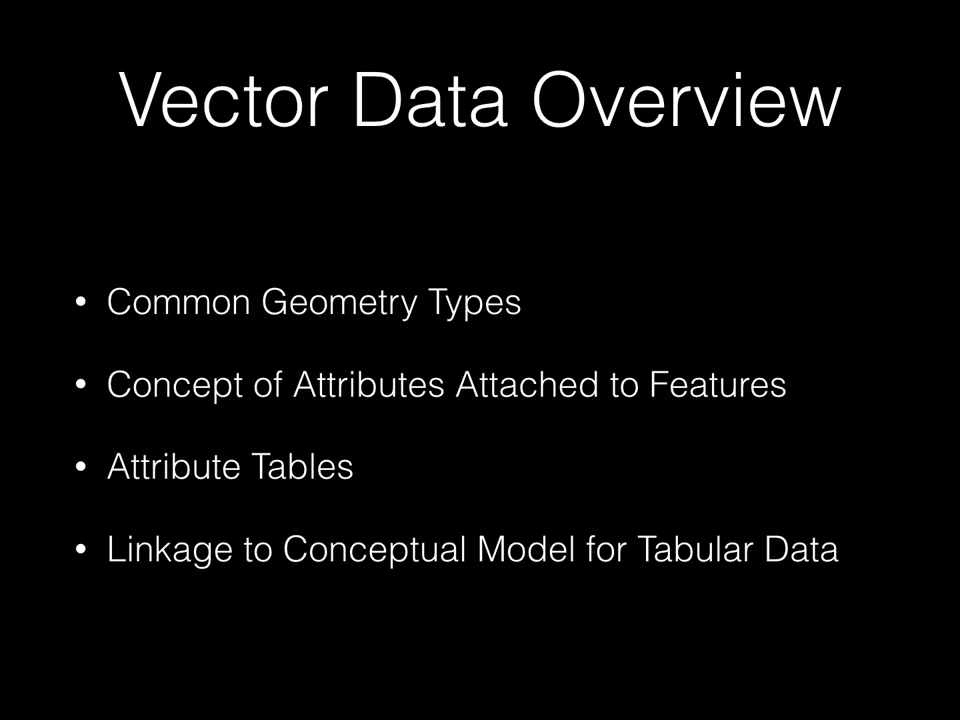 Vector Data Overview
• Common Geometry Types
• Concept of Attributes Attached to Features
• Attribute Tables
• Linkage to Conceptual Model for Tabular Data